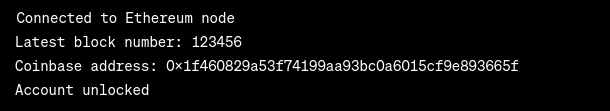 Connected to Ethereum node
Latest block number: 123456
Coinbase address: 0x1f460829a53f74199aa93bc0a6015cf9e893665f
Account unlocked